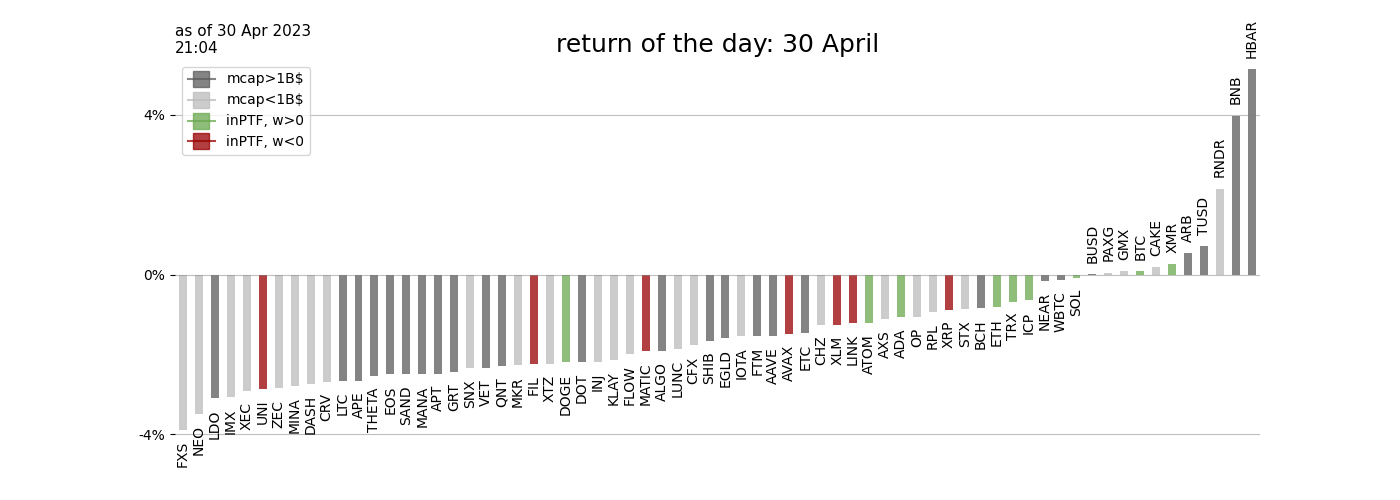 as of 30 Apr 2023
21:04
return of the day: 30 April
mcap>1B$
mcap<1B$
inPTF, w>0
inPTF, w<0
4%
0%
-4%
FXS
NEO
LDO
IMX
XEC
UNI
ZEC
MINA
DASH
CRV
LTC
APE
THETA
EOS
SAND
MANA
APT
GRT
SNX
VET
QNT
MKR
FIL
XTZ
DOGE
DOT
INJ
KLAY
FLOW
MATIC
ALGO
LUNC
CFX
SHIB
EGLD
IOTA
FTM
AAVE
AVAX
ETC
CHZ
XLM
LINK
ATOM
AXS
ADA
OP
RPL
XRP
STX
BCH
ETH
TRX
ICP
NEAR
WBTC
SOL
BUSD
PAXG
GMX
BTC
CAKE
XMR
ARB
TUSD
RNDR
BNB
HBAR